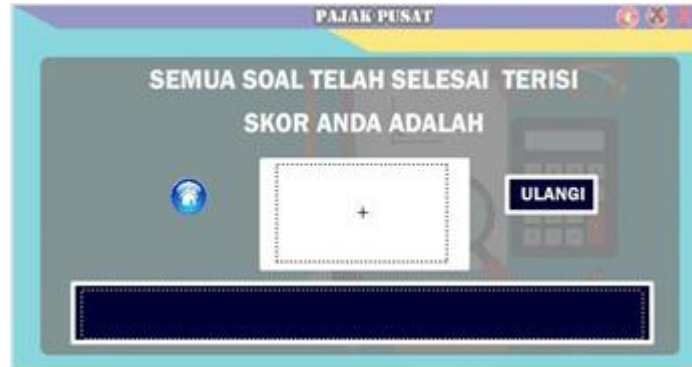 PAJAK PUSAT
SEMUA SOAL TELAH SELESAI TERISI
SKOR ANDA ADALAH
ULANGI